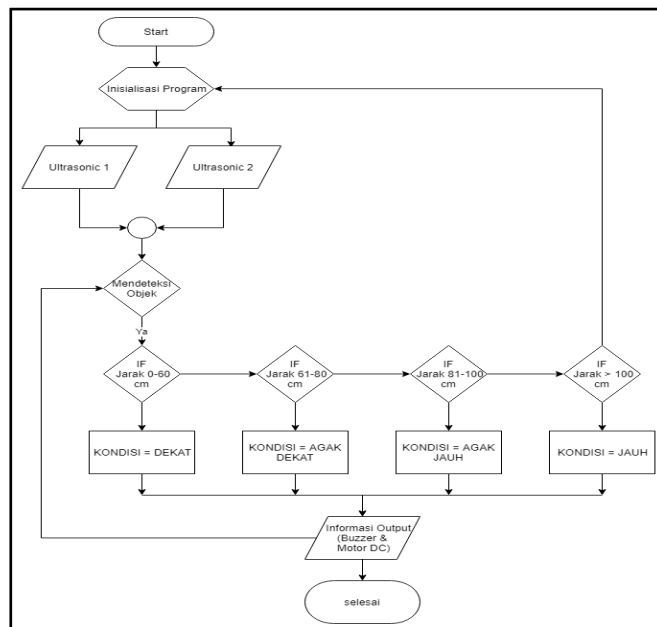 Start
Inisialisasi Program
Ultrasonic 1
Ultrasonic 2
Mendeteksi
Objek
Ya
IF
Jarak 0-60
cm
IF
Jarak 61-80
cm
IF
Jarak 81-100
cm
IF
Jarak > 100
cm
KONDISI = DEKAT
KONDISI = AGAK
DEKAT
KONDISI = AGAK
JAUH
KONDISI = JAUH
Informasi Output
(Buzzer &
Motor DC)
selesai